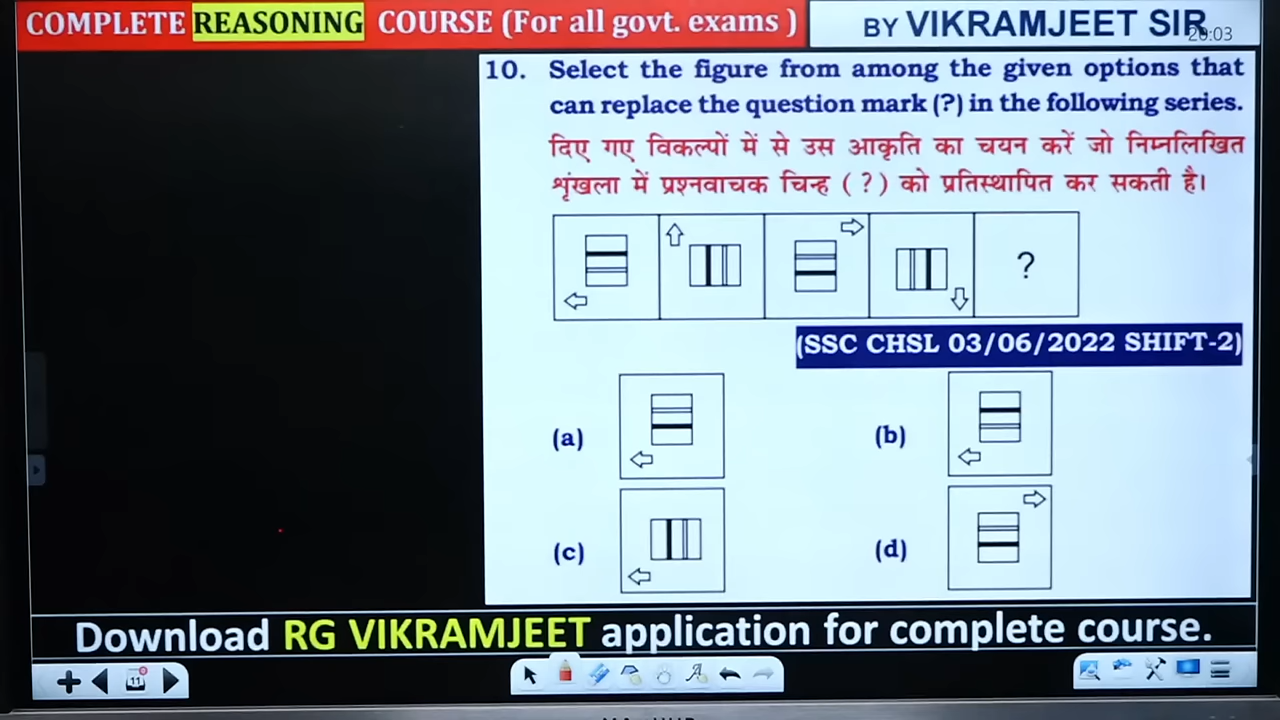 COMPLETE REASONING COURSE (For all govt. exams )
BY VIKRAMJEET SIR
20:03
10. Select the figure from among the given options that
can replace the question mark (?) in the following series.
दिए गए विकल्पों में से उस आकृति का चयन करें जो निम्नलिखित
शृंखला में प्रश्नवाचक चिन्ह (?) को प्रतिस्थापित कर सकती है।
?
(SSC CHSL 03/06/2022 SHIFT-2)
(a)
(b)
(c)
(d)
Download RG VIKRAMJEET application for complete course.
11